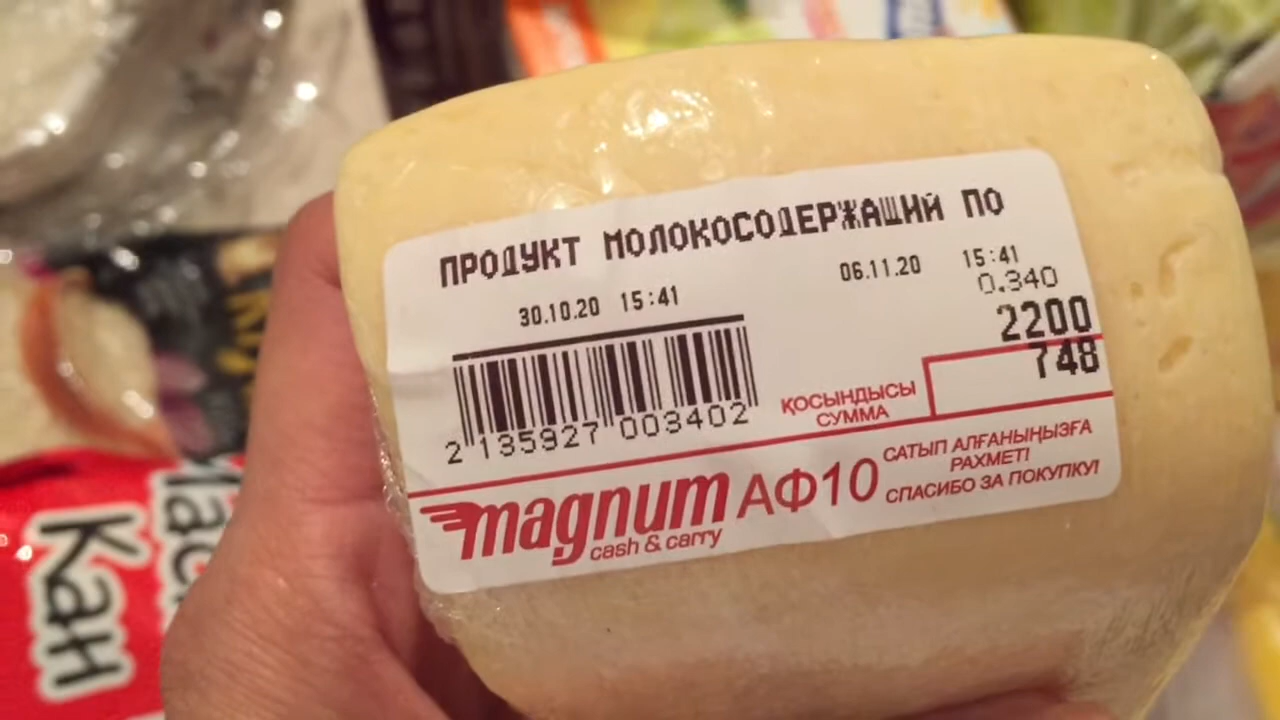 ПРОДУКТ МОЛОКОСОДЕРЖАЩИЙ ПО
30.10.20 15:41
06.11.20 15:41
0.340
2200
748
2 135927 003402
ҚОСЫНДЫСЫ
СУММА
magnum
cash & carry
АФ10
САТЫП АЛҒАНЫҢЫЗҒА
РАХМЕТ!
СПАСИБО ЗА ПОКУПКУ!
Кан